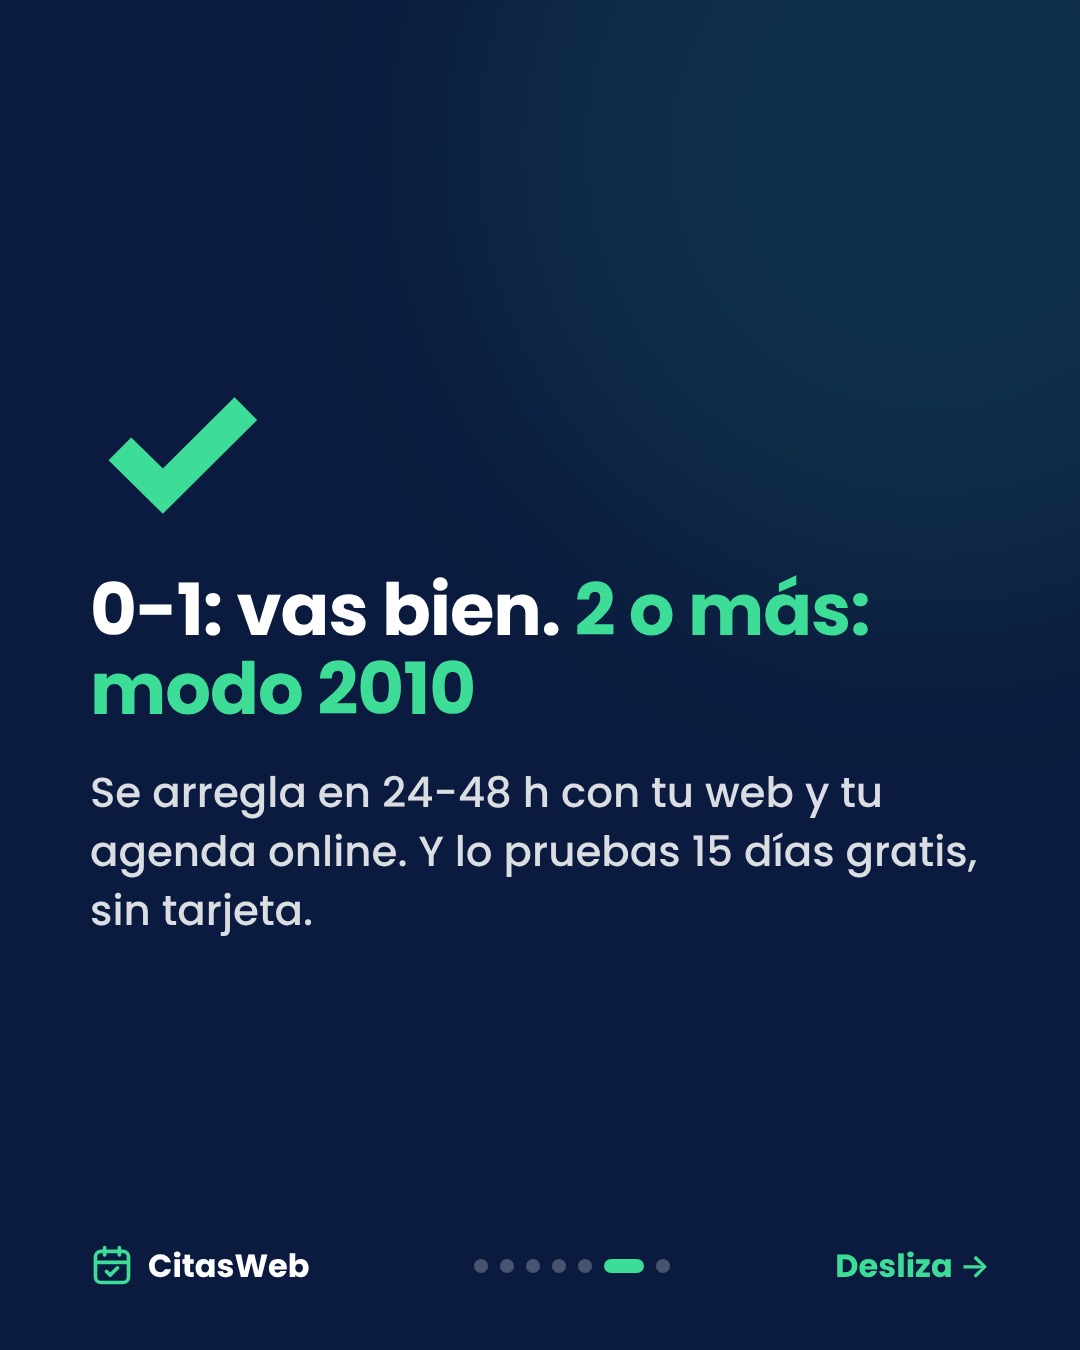 0–1: vas bien. 2 o más:
modo 2010
Se arregla en 24-48 h con tu web y tu
agenda online. Y lo pruebas 15 días gratis,
sin tarjeta.
CitasWeb
Desliza →